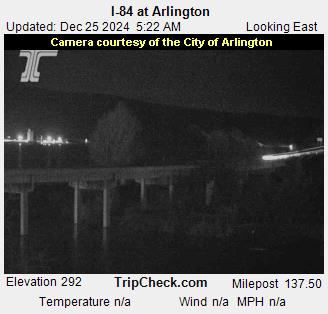 I-84 at Arlington
Updated: Dec 25 2024 5:22 AM Looking East
Camera courtesy of the City of Arlington
Elevation 292 TripCheck.com Milepost 137.50
Temperature n/a Wind n/a MPH n/a